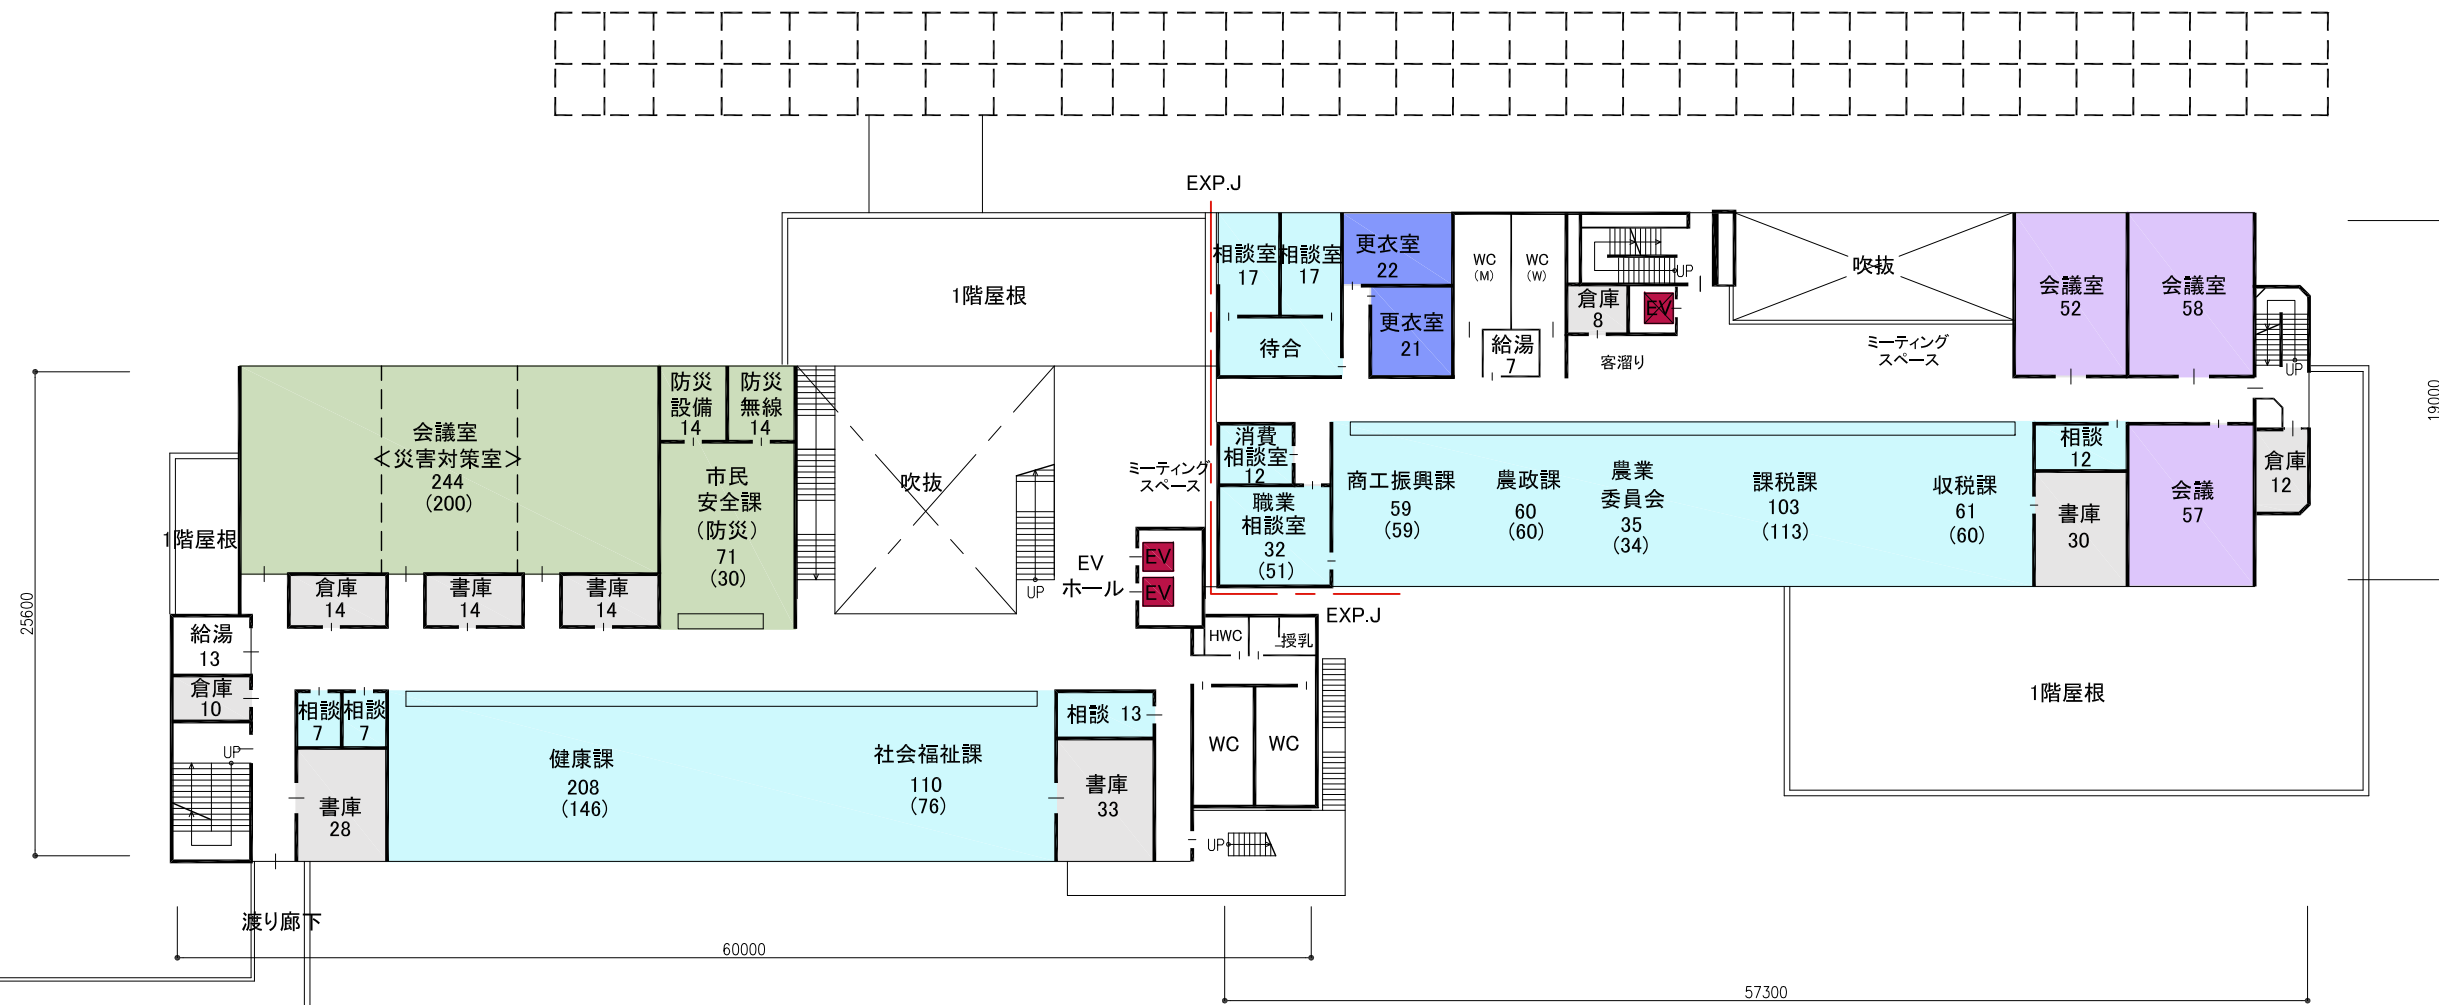 EXP.J
1階屋根
相談室
17
相談室
17
待合
更衣室
22
更衣室
21
WC
(M)
WC
(W)
給湯
7
UP
倉庫
8
EV
客溜り
吹抜
ミーティング
スペース
会議室
52
会議室
58
UP
19000
会議室
<災害対策室>
244
(200)
防災
設備
14
防災
無線
14
市民
安全課
(防災)
71
(30)
吹抜
UP
ミーティング
スペース
EV
ホール
EV
EV
消費
相談室
12
職業
相談室
32
(51)
商工振興課
59
(59)
農政課
60
(60)
農業
委員会
35
(34)
課税課
103
(113)
収税課
61
(60)
相談
12
書庫
30
会議
57
倉庫
12
25600
1階屋根
倉庫
14
書庫
14
書庫
14
EXP.J
給湯
13
倉庫
10
UP
相談
7
相談
7
書庫
28
健康課
208
(146)
社会福祉課
110
(76)
相談 13
書庫
33
HWC
授乳
WC
WC
UP
1階屋根
渡り廊下
60000
57300